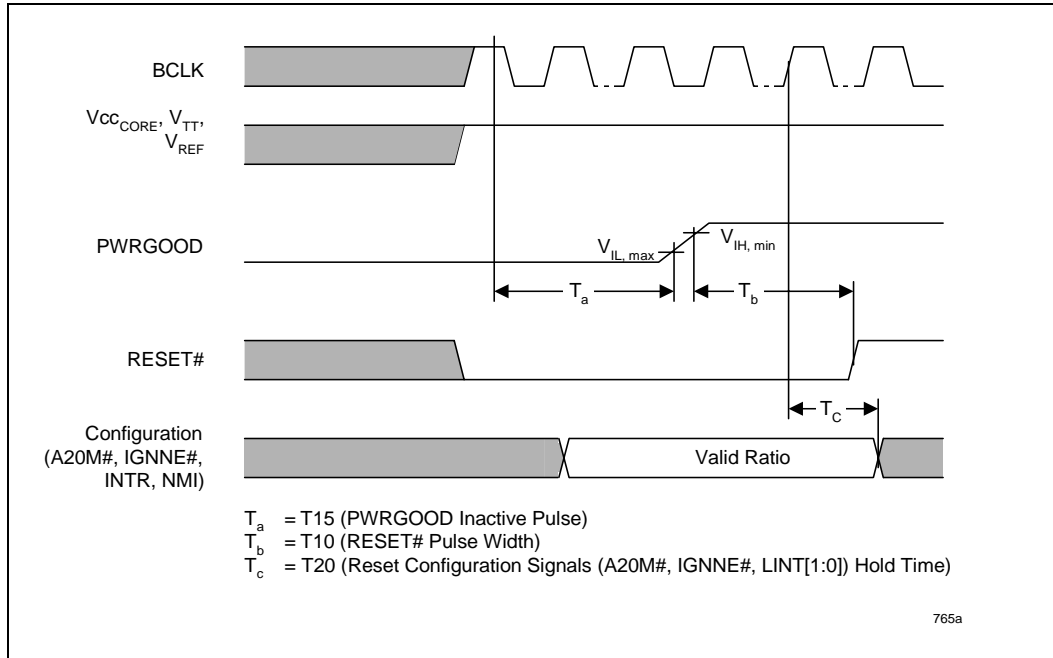 BCLK
VccCORE, VTT,
VREF
PWRGOOD
VIL, max
VIH, min
Ta
Tb
RESET#
TC
Configuration
(A20M#, IGNNE#,
INTR, NMI)
Valid Ratio
Ta = T15 (PWRGOOD Inactive Pulse)
Tb = T10 (RESET# Pulse Width)
Tc = T20 (Reset Configuration Signals (A20M#, IGNNE#, LINT[1:0]) Hold Time)
765a